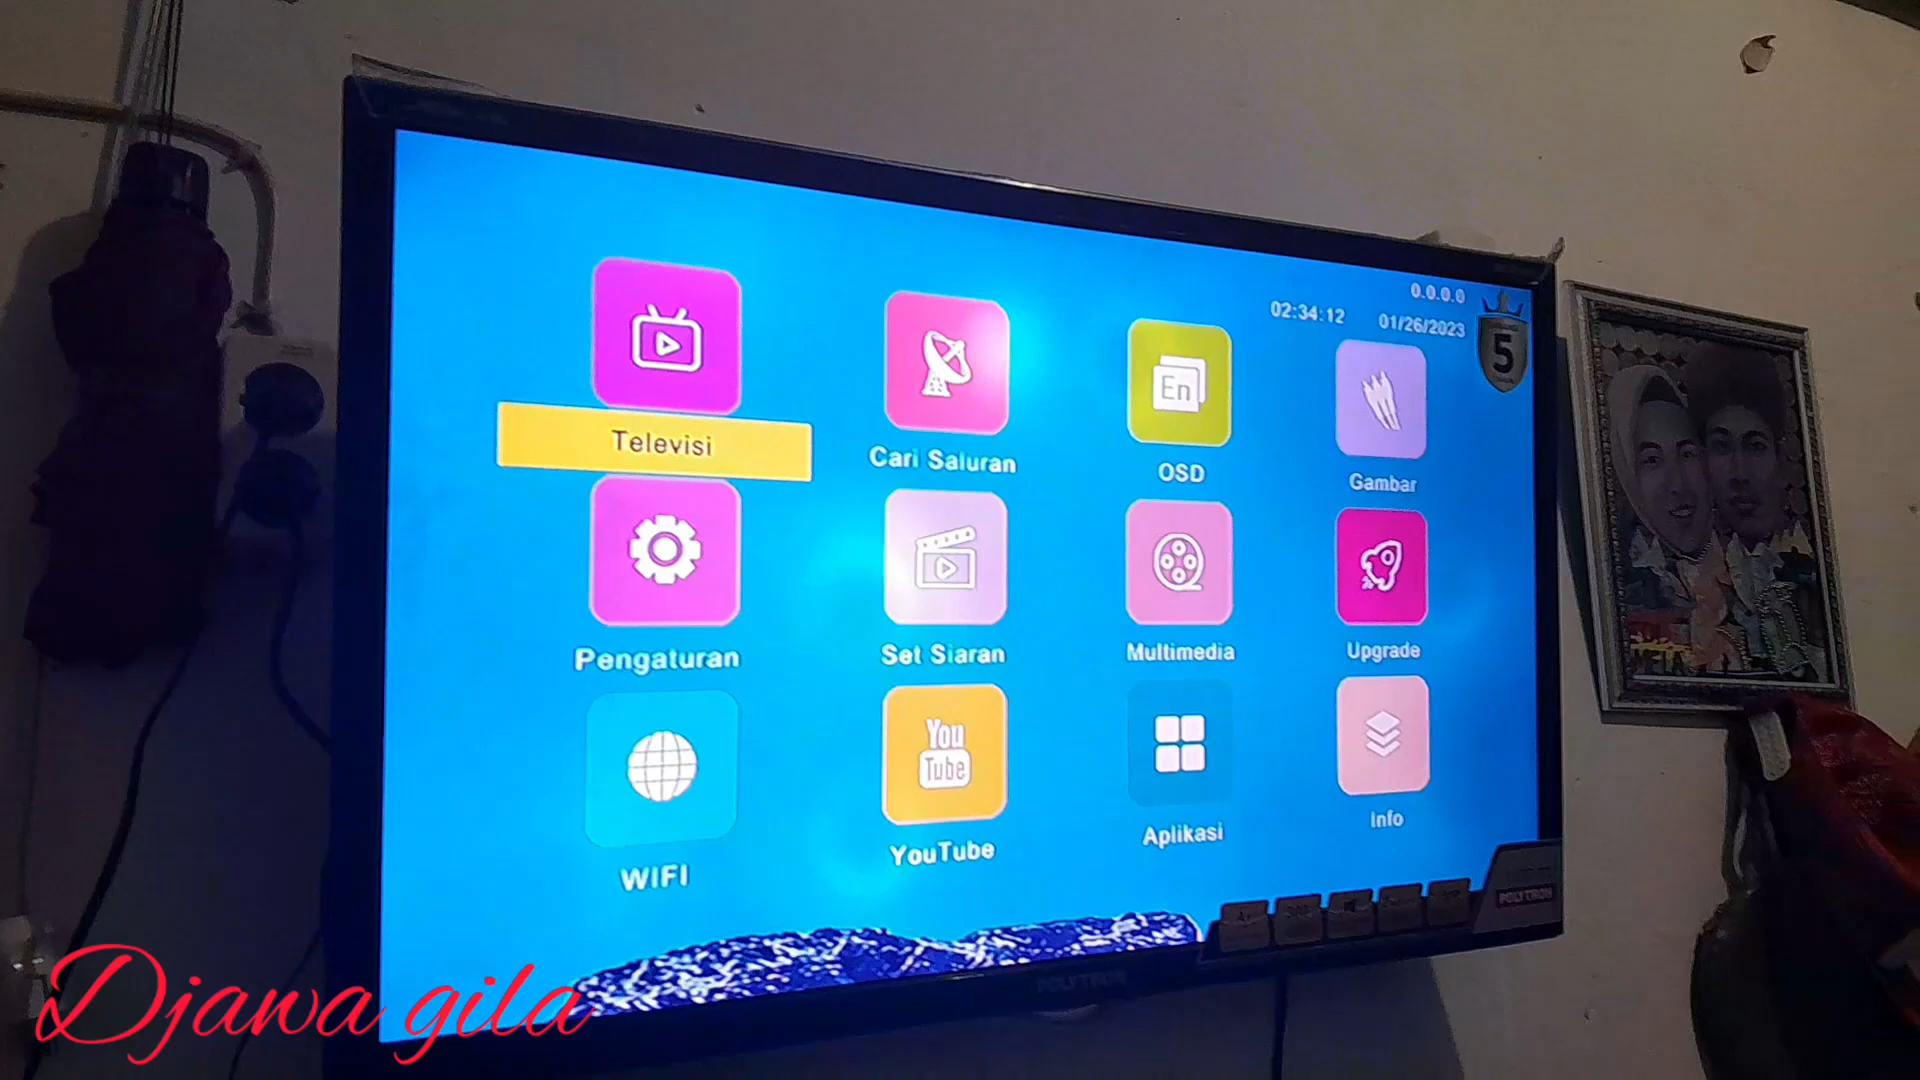 0.0.0.0
02:34:12 01/26/2023
5
En
Televisi
Cari Saluran
OSD
Gambar
Pengaturan
Set Siaran
Multimedia
Upgrade
You
Tube
WIFI
YouTube
Aplikasi
Info
POLYTRON
POLYTRON
Djawa gila